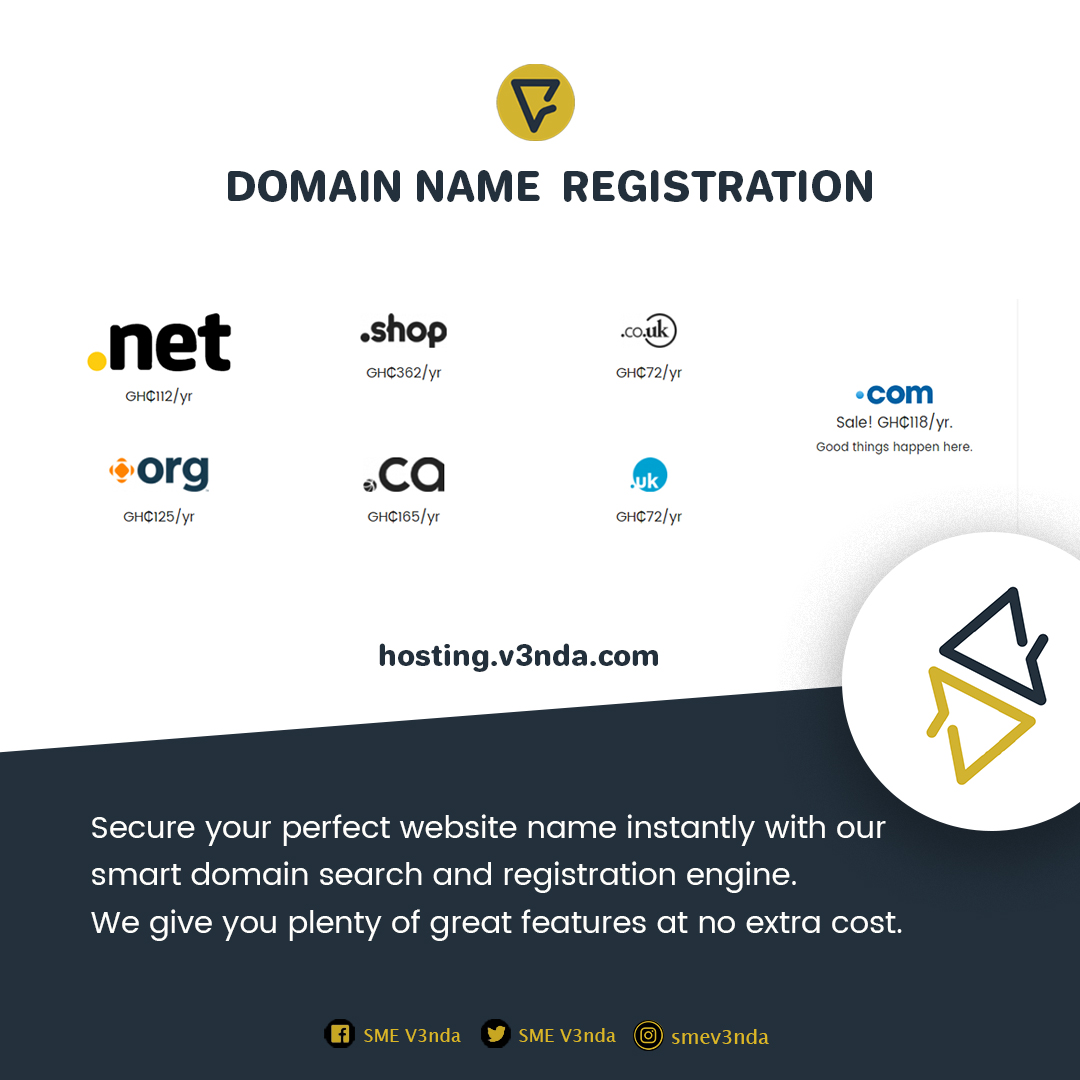 DOMAIN NAME REGISTRATION
.net
GH₵112/yr
.shop
GH₵362/yr
.co.uk
GH₵72/yr
.com
Sale! GH₵118/yr.
Good things happen here.
.org
GH₵125/yr
.ca
GH₵165/yr
.uk
GH₵72/yr
hosting.v3nda.com
Secure your perfect website name instantly with our
smart domain search and registration engine.
We give you plenty of great features at no extra cost.
SME V3nda SME V3nda smev3nda